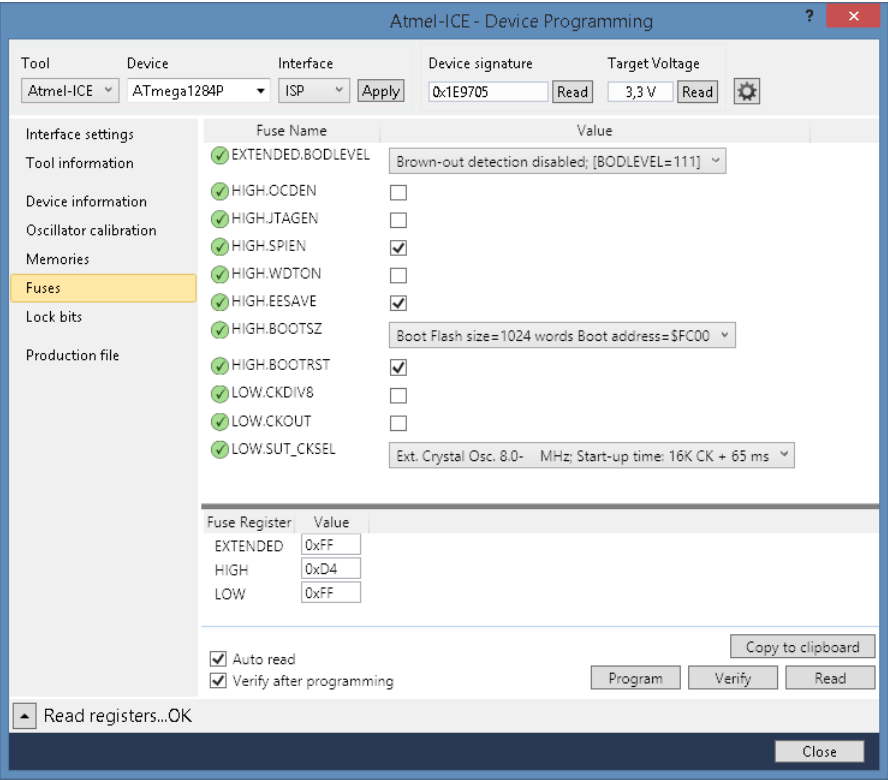 Atmel-ICE - Device Programming
? ×
Tool Device Interface Device signature Target Voltage
Atmel-ICE ATmega1284P ISP Apply 0x1E9705 Read 3,3 V Read
Interface settings
Tool information
Device information
Oscillator calibration
Memories
Fuses
Lock bits
Production file
Fuse Name Value
EXTENDED.BODLEVEL Brown-out detection disabled; [BODLEVEL=111]
HIGH.OCDEN
HIGH.JTAGEN
HIGH.SPIEN
HIGH.WDTON
HIGH.EESAVE
HIGH.BOOTSZ Boot Flash size=1024 words Boot address=$FC00
HIGH.BOOTRST
LOW.CKDIV8
LOW.CKOUT
LOW.SUT_CKSEL Ext. Crystal Osc. 8.0- MHz; Start-up time: 16K CK + 65 ms
Fuse Register Value
EXTENDED 0xFF
HIGH 0xD4
LOW 0xFF
Copy to clipboard
Auto read
Verify after programming
Program Verify Read
Read registers...OK
Close